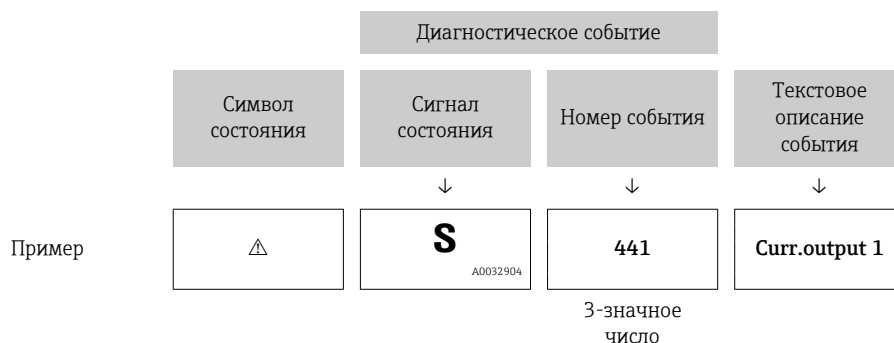 Диагностическое событие
Символ
состояния
Сигнал
состояния
Номер события
Текстовое
описание
события
↓ ↓ ↓
Пример
⚠
S
A0032904
441
Curr.output 1
3-значное
число